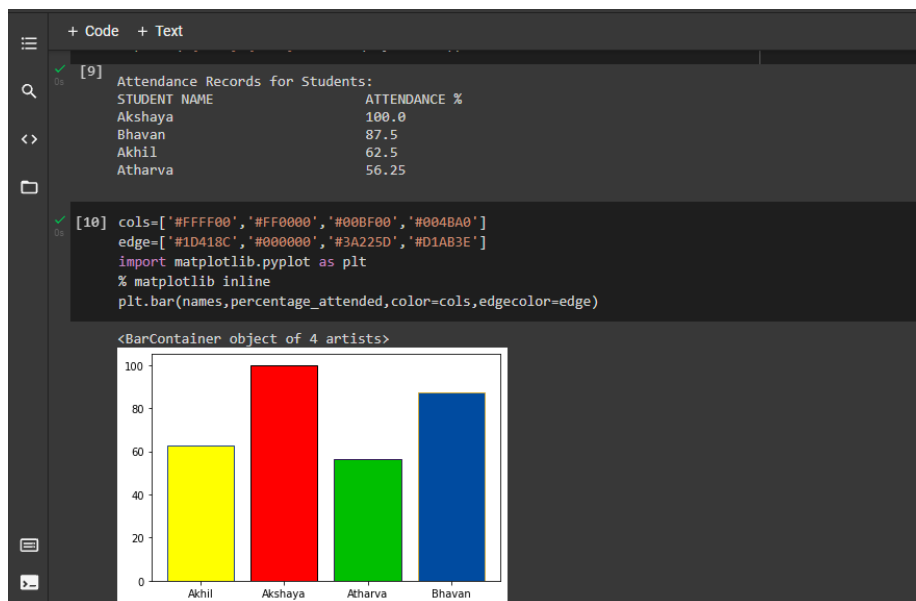 + Code + Text
[9]
0s
Attendance Records for Students:
STUDENT NAME ATTENDANCE %
Akshaya 100.0
Bhavan 87.5
Akhil 62.5
Atharva 56.25
[10] cols=['#FFFF00','#FF0000','#00BF00','#004BA0']
0s
edge=['#1D418C','#000000','#3A225D','#D1AB3E']
import matplotlib.pyplot as plt
% matplotlib inline
plt.bar(names,percentage_attended,color=cols,edgecolor=edge)
<BarContainer object of 4 artists>
100
80
60
40
20
0
Akhil Akshaya Atharva Bhavan